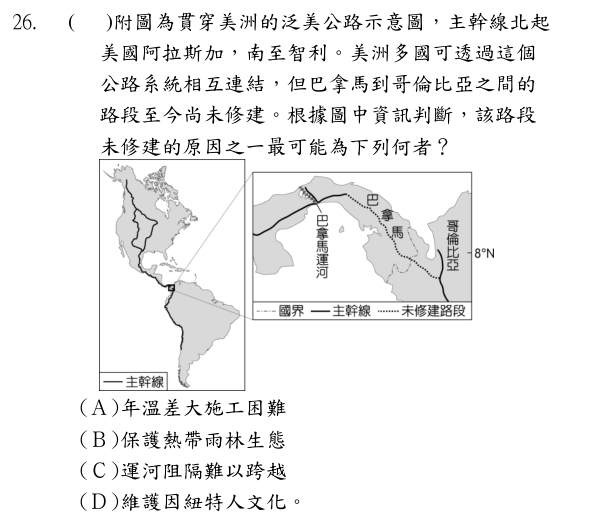 26. ( )附圖為貫穿美洲的泛美公路示意圖，主幹線北起
美國阿拉斯加，南至智利。美洲多國可透過這個
公路系統相互連結，但巴拿馬到哥倫比亞之間的
路段至今尚未修建。根據圖中資訊判斷，該路段
未修建的原因之一最可能為下列何者？
巴拿馬
巴拿馬運河
哥倫比亞
8°N
國界 主幹線 未修建路段
主幹線
(A)年溫差大施工困難
(B)保護熱帶雨林生態
(C)運河阻隔難以跨越
(D)維護因紐特人文化。